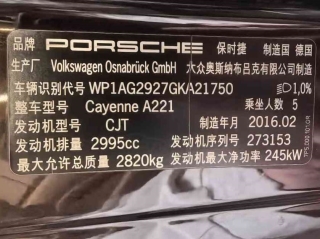 品牌 PORSCHE 保时捷 制造国 德国
生产厂 Volkswagen Osnabrück GmbH 大众奥斯纳布吕克有限制造
车辆识别代号 WP1AG2927GKA21750 1,0%
整车型号 Cayenne A221 乘坐人数 5
发动机型号 CJT 制造年月 2016.02
发动机排量 2995cc 发动机序列号 273153
最大允许总质量 2820kg 发动机最大净功率 245kW